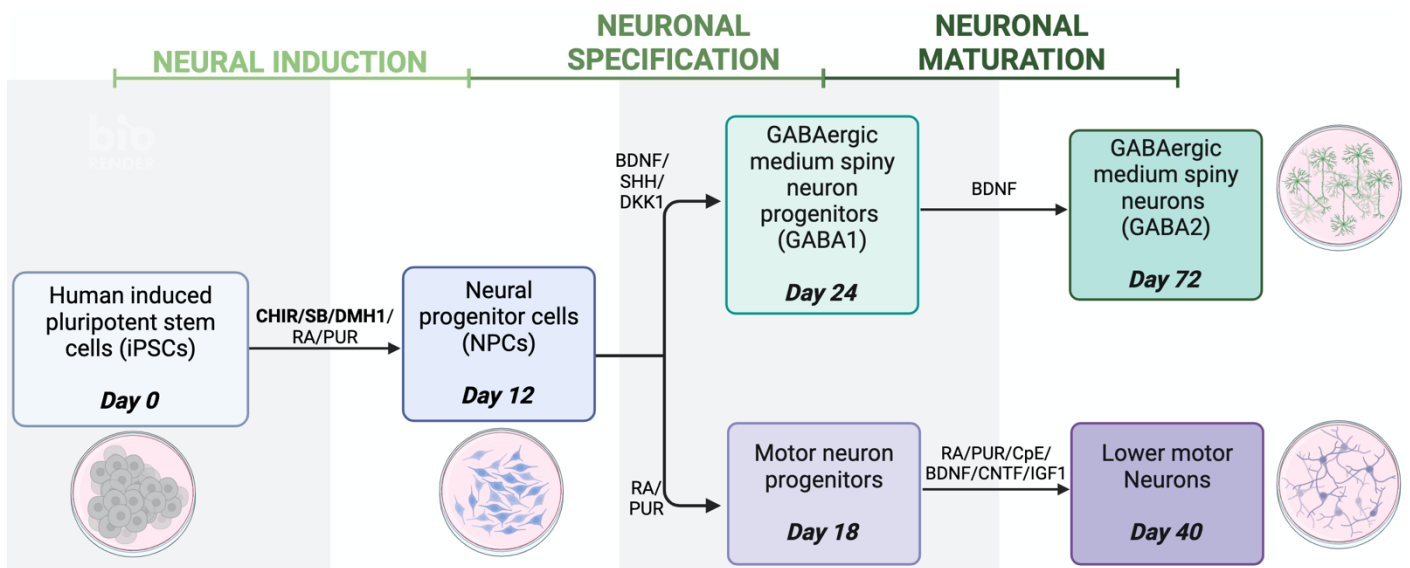 NEURAL INDUCTION
NEURONAL
SPECIFICATION
NEURONAL
MATURATION
bio
RENDER
Human induced
pluripotent stem
cells (iPSCs)
Day 0
CHIR/SB/DMH1/
RA/PUR
Neural
progenitor cells
(NPCs)
Day 12
BDNF/
SHH/
DKK1
GABAergic
medium spiny
neuron
progenitors
(GABA1)
Day 24
BDNF
GABAergic
medium spiny
neurons
(GABA2)
Day 72
RA/
PUR
Motor neuron
progenitors
Day 18
RA/PUR/CpE/
BDNF/CNTF/IGF1
Lower motor
Neurons
Day 40